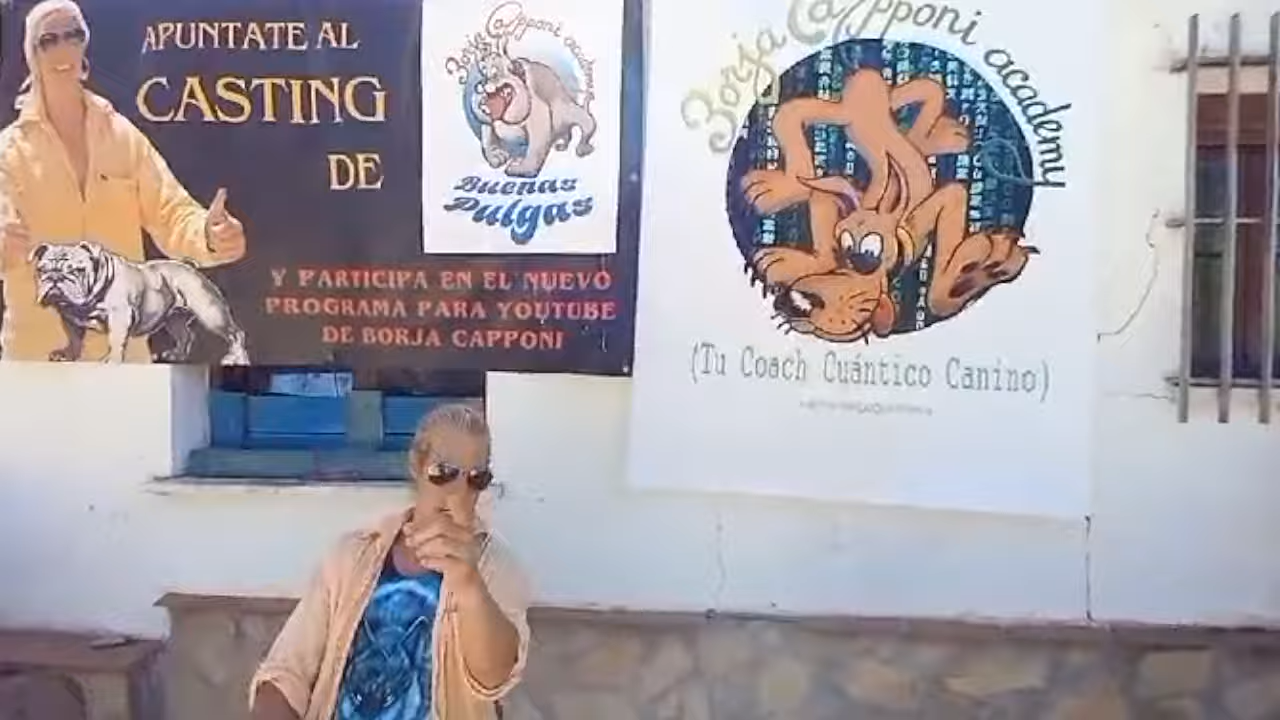 APUNTATE AL
CASTING
DE
Borja Capponi academy
Buenas
Pulgas
Y PARTICIPA EN EL NUEVO
PROGRAMA PARA YOUTUBE
DE BORJA CAPPONI
Borja Capponi academy
(Tu Coach Cuántico Canino)